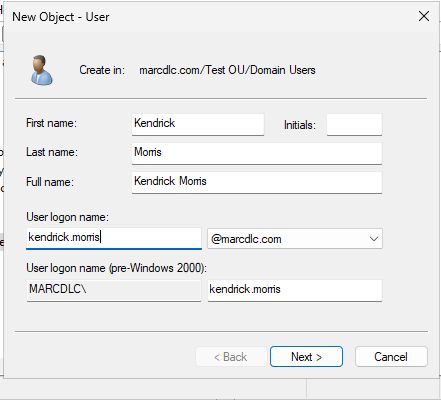 New Object - User
Create in: marcdlc.com/Test OU/Domain Users
First name: Kendrick Initials:
Last name: Morris
Full name: Kendrick Morris
User logon name:
kendrick.morris @marcdlc.com
User logon name (pre-Windows 2000):
MARCDLC\ kendrick.morris
< Back Next > Cancel